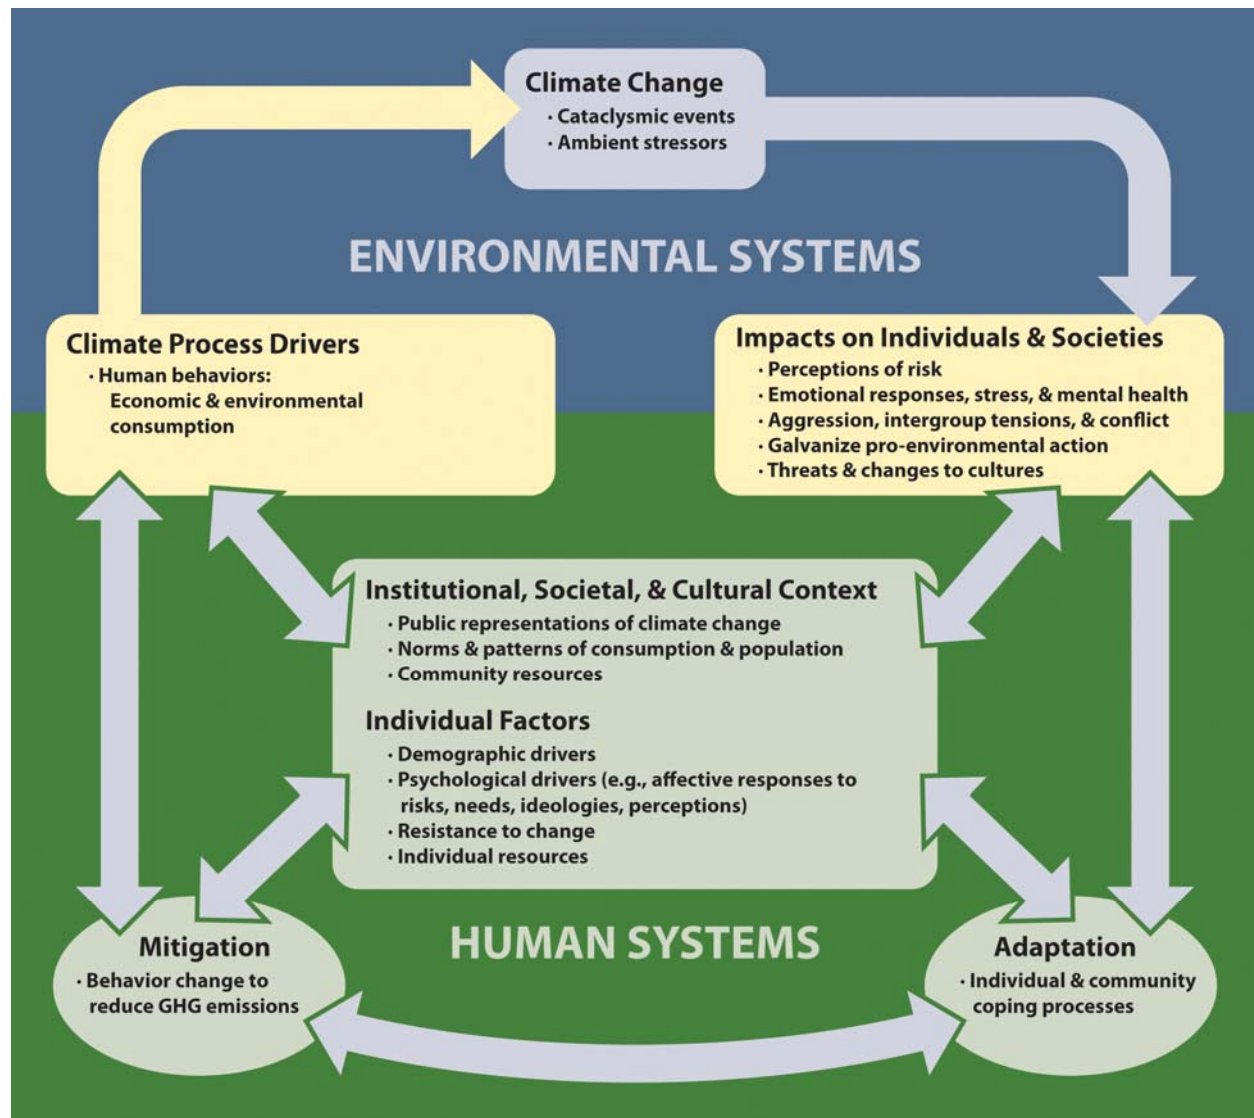 Climate Change
· Cataclysmic events
· Ambient stressors
ENVIRONMENTAL SYSTEMS
Climate Process Drivers
· Human behaviors:
Economic & environmental
consumption
Impacts on Individuals & Societies
· Perceptions of risk
· Emotional responses, stress, & mental health
· Aggression, intergroup tensions, & conflict
· Galvanize pro-environmental action
· Threats & changes to cultures
Institutional, Societal, & Cultural Context
· Public representations of climate change
· Norms & patterns of consumption & population
· Community resources
Individual Factors
· Demographic drivers
· Psychological drivers (e.g., affective responses to
risks, needs, ideologies, perceptions)
· Resistance to change
· Individual resources
HUMAN SYSTEMS
Mitigation
· Behavior change to
reduce GHG emissions
Adaptation
· Individual & community
coping processes